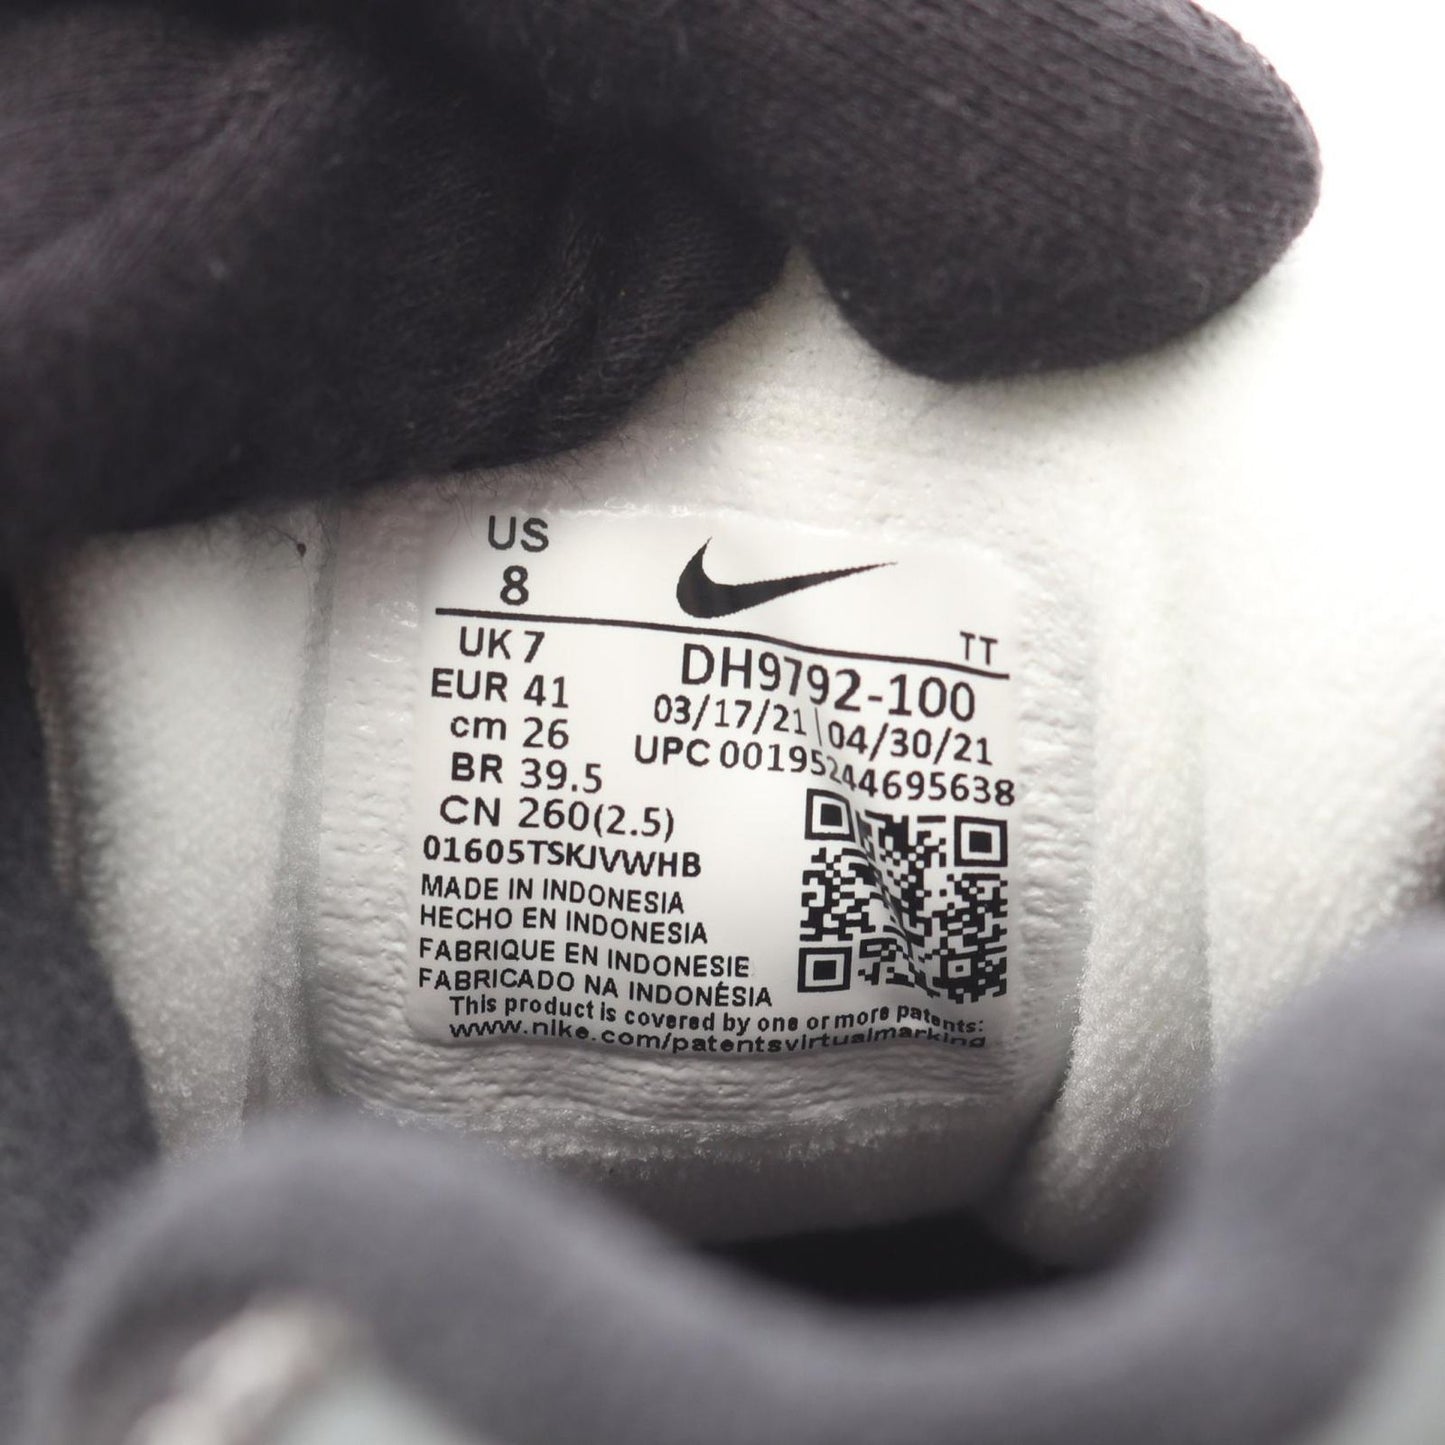 US
8
TT
UK 7
DH9792-100
EUR 41
03/17/21 | 04/30/21
cm 26
UPC 00195244695638
BR 39.5
CN 260(2.5)
01605TSKJVWHB
MADE IN INDONESIA
HECHO EN INDONESIA
FABRIQUE EN INDONESIE
FABRICADO NA INDONÉSIA
This product is covered by one or more patents:
www.nike.com/patentsvirtualmarking